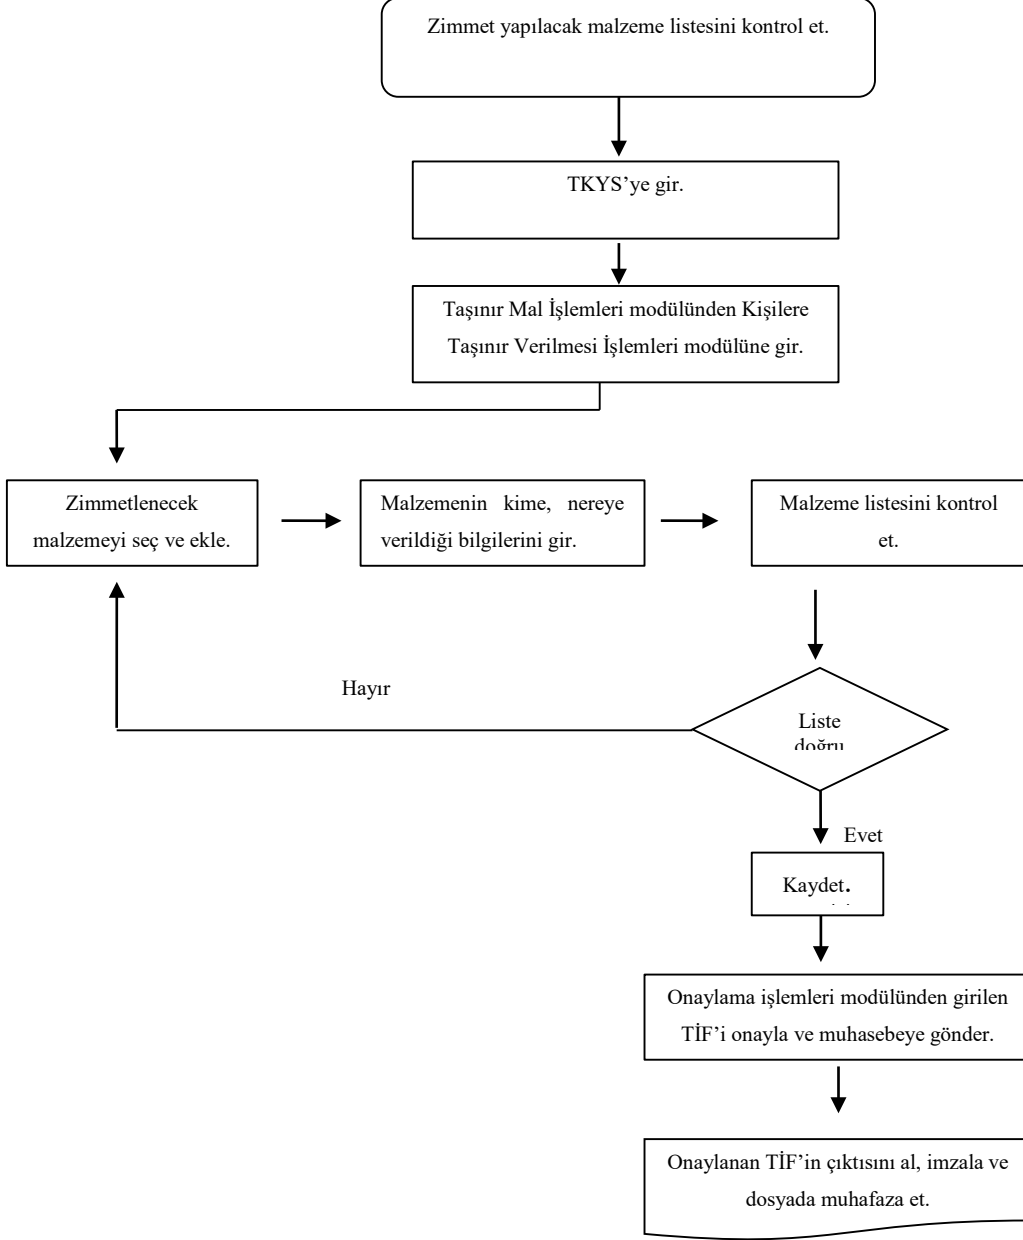 Zimmet yapılacak malzeme listesini kontrol et.
TKYS’ye gir.
Taşınır Mal İşlemleri modülünden Kişilere
Taşınır Verilmesi İşlemleri modülüne gir.
Zimmetlenecek
malzemeyi seç ve ekle.
Malzemenin kime, nereye
verildiği bilgilerini gir.
Malzeme listesini kontrol
et.
Hayır
Liste
doğru
Evet
Kaydet.
Onaylama işlemleri modülünden girilen
TİF’i onayla ve muhasebeye gönder.
Onaylanan TİF’in çıktısını al, imzala ve
dosyada muhafaza et.